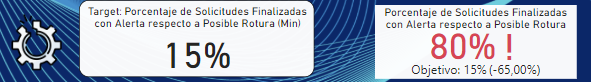 Target: Porcentaje de Solicitudes Finalizadas
con Alerta respecto a Posible Rotura (Min)
15%
Porcentaje de Solicitudes Finalizadas
con Alerta respecto a Posible Rotura
80% !
Objetivo: 15% (-65,00%)